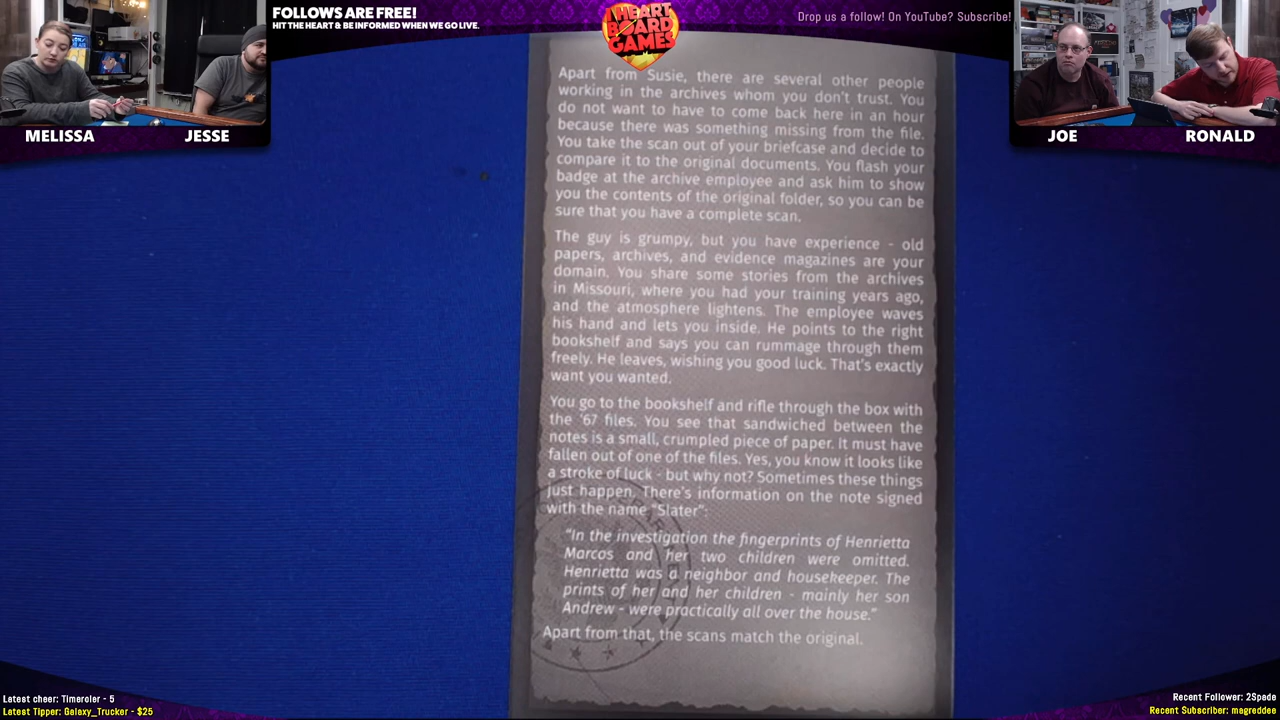 FOLLOWS ARE FREE!
HIT THE HEART & BE INFORMED WHEN WE GO LIVE.
I HEART
BOARD
GAMES
Drop us a follow! On YouTube? Subscribe!
MELISSA
JESSE
JOE
RONALD
Apart from Susie, there are several other people
working in the archives whom you don't trust. You
do not want to have to come back here in an hour
because there was something missing from the file.
You take the scan out of your briefcase and decide to
compare it to the original documents. You flash your
badge at the archive employee and ask him to show
you the contents of the original folder, so you can be
sure that you have a complete scan.
The guy is grumpy, but you have experience - old
papers, archives, and evidence magazines are your
domain. You share some stories from the archives
in Missouri, where you had your training years ago,
and the atmosphere lightens. The employee waves
his hand and lets you inside. He points to the right
bookshelf and says you can rummage through them
freely. He leaves, wishing you good luck. That's exactly
want you wanted.
You go to the bookshelf and rifle through the box with
the '67 files. You see that sandwiched between the
notes is a small, crumpled piece of paper. It must have
fallen out of one of the files. Yes, you know it looks like
a stroke of luck - but why not? Sometimes these things
just happen. There's information on the note signed
with the name "Slater":
"In the investigation the fingerprints of Henrietta
Marcos and her two children were omitted.
Henrietta was a neighbor and housekeeper. The
prints of her and her children - mainly her son
Andrew - were practically all over the house."
Apart from that, the scans match the original.
Latest cheer: Timeroler - 5
Latest Tipper: Galaxy_Trucker - $25
Recent Follower: 2Spade
Recent Subscriber: magreddee